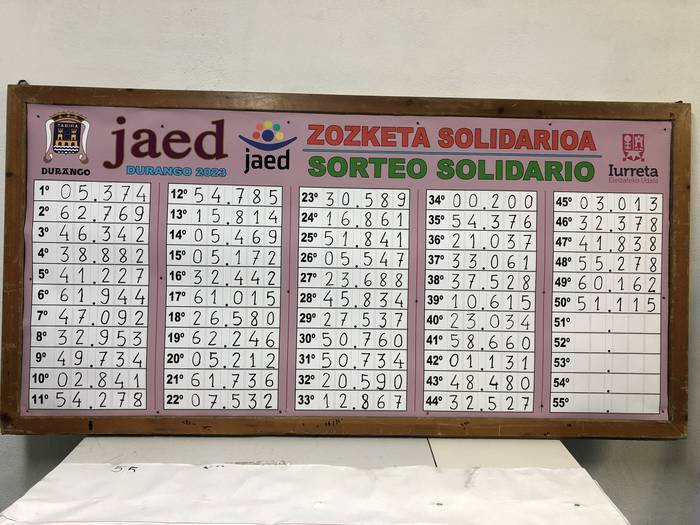 jaed
DURANGO 2023
DURANGO
jaed
ZOZKETA SOLIDARIOA
SORTEO SOLIDARIO
Iurreta
Elizateko Udala
1º 05.374
2º 62.769
3º 46.342
4º 38.882
5º 41.227
6º 61.944
7º 47.092
8º 32.953
9º 49.734
10º 02.841
11º 54.278
12º 54.785
13º 15.814
14º 05.469
15º 05.172
16º 32.442
17º 61.015
18º 26.580
19º 62.246
20º 05.212
21º 61.736
22º 07.532
23º 30.589
24º 16.861
25º 51.841
26º 05.547
27º 23.688
28º 45.834
29º 27.537
30º 50.760
31º 50.734
32º 20.590
33º 12.867
34º 00.200
35º 54.376
36º 21.037
37º 33.061
38º 37.528
39º 10.615
40º 23.034
41º 58.660
42º 01.131
43º 48.480
44º 32.527
45º 03.013
46º 32.378
47º 41.838
48º 55.278
49º 60.162
50º 51.115
51º .
52º .
53º .
54º .
55º .